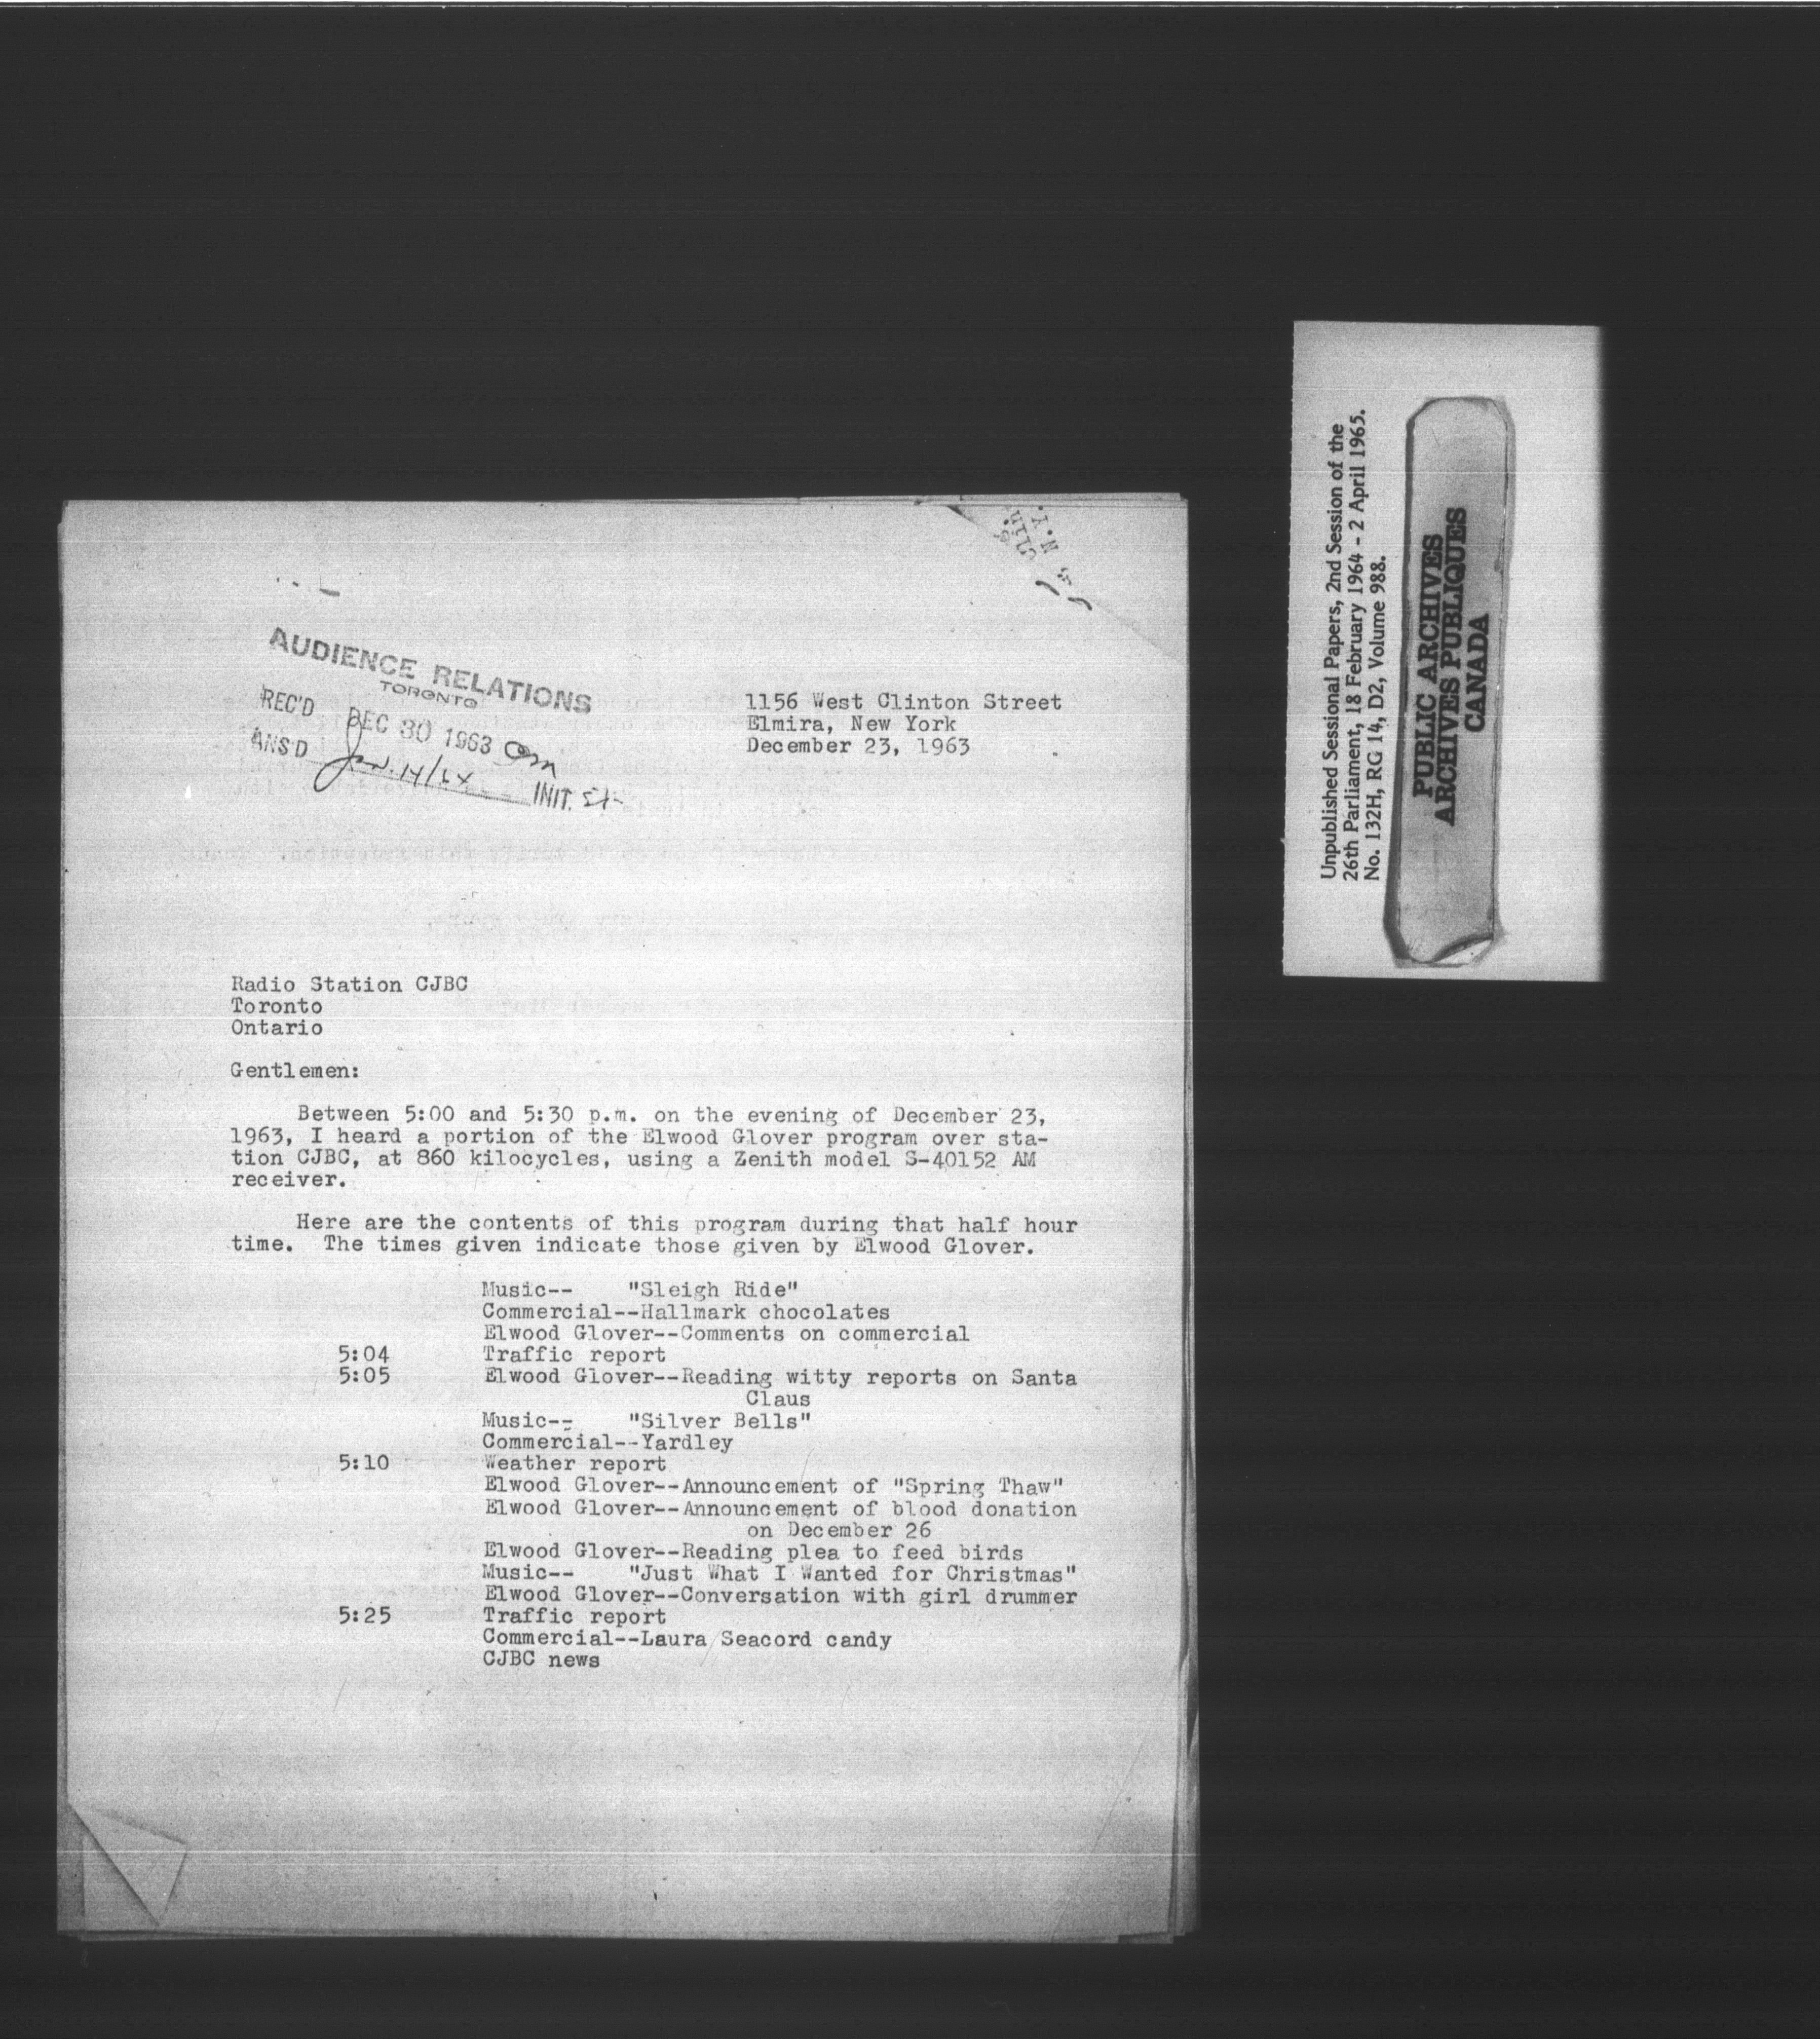 AUDIENCE RELATIONS
TORONTO
REC'D DEC 30 1963
ANS'D Jan. 14/64 INIT.
1156 West Clinton Street
Elmira, New York
December 23, 1963
Radio Station CJBC
Toronto
Ontario
Gentlemen:
Between 5:00 and 5:30 p.m. on the evening of December 23,
1963, I heard a portion of the Elwood Glover program over sta-
tion CJBC, at 860 kilocycles, using a Zenith model S-40152 AM
receiver.
Here are the contents of this program during that half hour
time. The times given indicate those given by Elwood Glover.
Music-- "Sleigh Ride"
Commercial--Hallmark chocolates
Elwood Glover--Comments on commercial
5:04 Traffic report
5:05 Elwood Glover--Reading witty reports on Santa
Claus
Music-- "Silver Bells"
Commercial--Yardley
5:10 Weather report
Elwood Glover--Announcement of "Spring Thaw"
Elwood Glover--Announcement of blood donation
on December 26
Elwood Glover--Reading plea to feed birds
Music-- "Just What I Wanted for Christmas"
Elwood Glover--Conversation with girl drummer
5:25 Traffic report
Commercial--Laura Seacord candy
CJBC news
Unpublished Sessional Papers, 2nd Session of the
26th Parliament, 18 February 1964 - 2 April 1965.
No. 132H, RG 14, D2, Volume 988.
PUBLIC ARCHIVES
ARCHIVES PUBLIQUES
CANADA